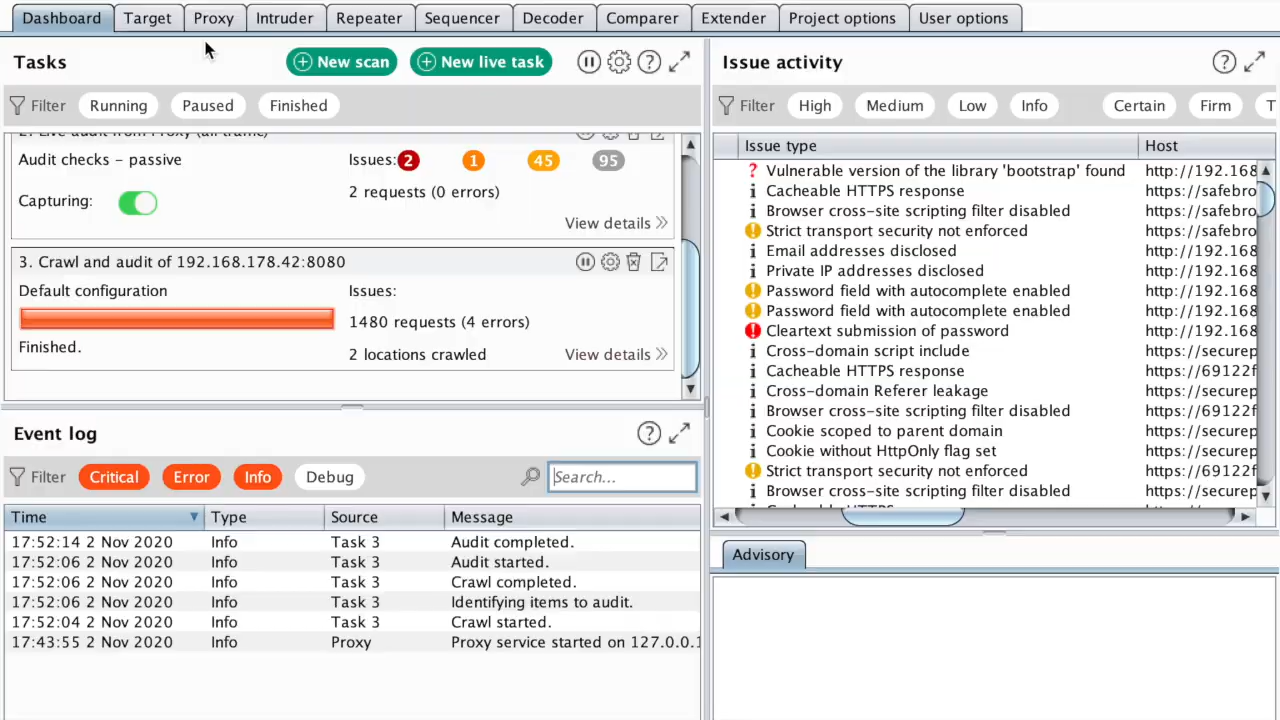 Dashboard Target Proxy Intruder Repeater Sequencer Decoder Comparer Extender Project options User options
Tasks
New scan
New live task
Filter Running Paused Finished
2. Live audit from Proxy (all traffic)
Audit checks – passive
Issues: 2 1 45 95
2 requests (0 errors)
Capturing:
View details
3. Crawl and audit of 192.168.178.42:8080
Default configuration
Issues:
1480 requests (4 errors)
Finished.
2 locations crawled
View details
Event log
Filter Critical Error Info Debug
Search...
Time Type Source Message
17:52:14 2 Nov 2020 Info Task 3 Audit completed.
17:52:06 2 Nov 2020 Info Task 3 Audit started.
17:52:06 2 Nov 2020 Info Task 3 Crawl completed.
17:52:06 2 Nov 2020 Info Task 3 Identifying items to audit.
17:52:04 2 Nov 2020 Info Task 3 Crawl started.
17:43:55 2 Nov 2020 Info Proxy Proxy service started on 127.0.0.1
Issue activity
Filter High Medium Low Info Certain Firm T
Issue type Host
Vulnerable version of the library 'bootstrap' found http://192.168
Cacheable HTTPS response https://safebro
Browser cross-site scripting filter disabled https://safebro
Strict transport security not enforced https://safebro
Email addresses disclosed http://192.168
Private IP addresses disclosed http://192.168
Password field with autocomplete enabled http://192.168
Password field with autocomplete enabled http://192.168
Cleartext submission of password http://192.168
Cross-domain script include https://securep
Cacheable HTTPS response https://69122f
Cross-domain Referer leakage https://securep
Browser cross-site scripting filter disabled https://69122f
Cookie scoped to parent domain https://securep
Cookie without HttpOnly flag set https://securep
Strict transport security not enforced https://69122f
Browser cross-site scripting filter disabled https://securep
Advisory